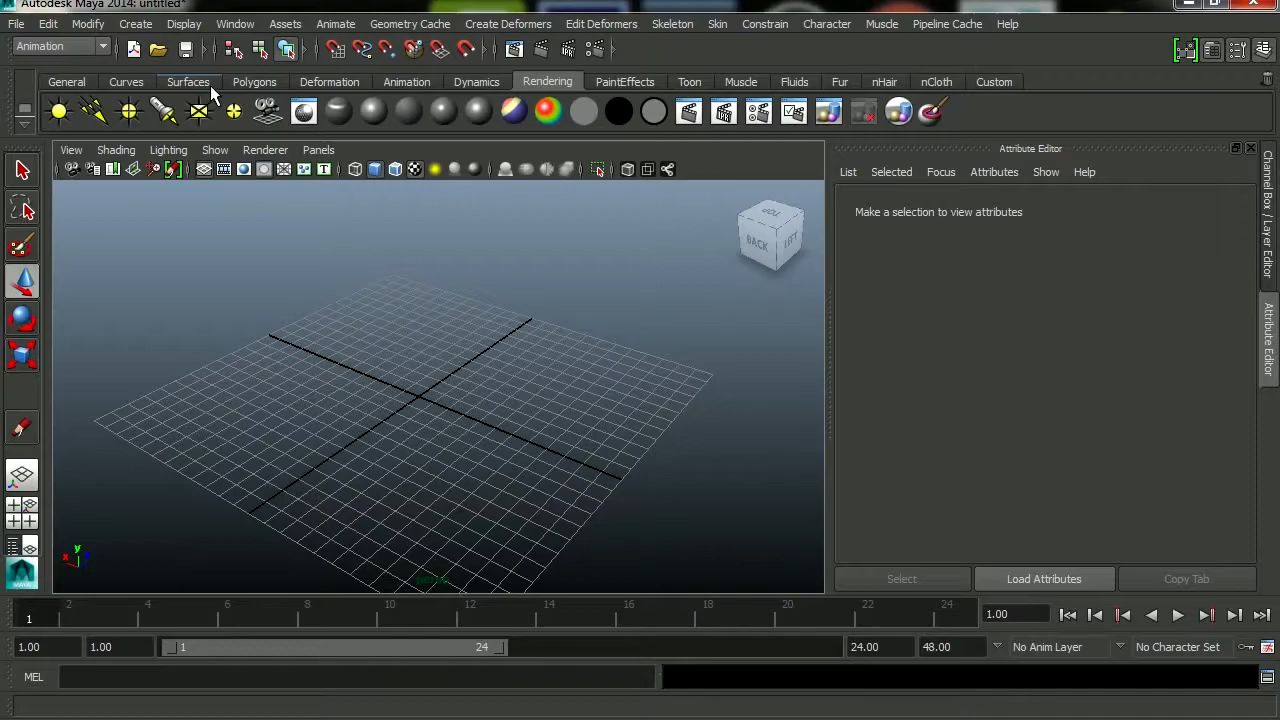 Autodesk Maya 2014: untitled*
File Edit Modify Create Display Window Assets Animate Geometry Cache Create Deformers Edit Deformers Skeleton Skin Constrain Character Muscle Pipeline Cache Help
Animation
General Curves Surfaces Polygons Deformation Animation Dynamics Rendering PaintEffects Toon Muscle Fluids Fur nHair nCloth Custom
View Shading Lighting Show Renderer Panels
Attribute Editor
List Selected Focus Attributes Show Help
Make a selection to view attributes
TOP
BACK
LEFT
Channel Box / Layer Editor
Attribute Editor
y
x
Select Load Attributes Copy Tab
2 4 6 8 10 12 14 16 18 20 22 24
1
1.00
1.00 1.00 1 24 24.00 48.00 No Anim Layer No Character Set
MEL